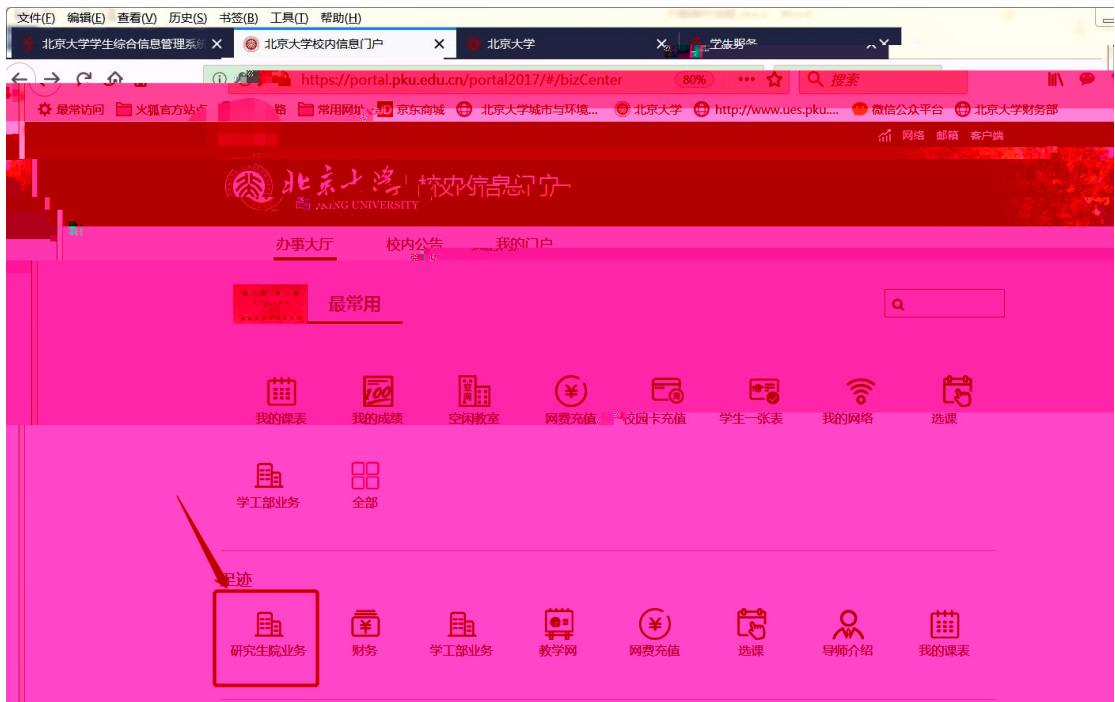 文件(F) 编辑(E) 查看(V) 历史(S) 书签(B) 工具(T) 帮助(H)
北京大学学生综合信息管理系统 北京大学校内信息门户 北京大学 学生服务
https://portal.pku.edu.cn/portal2017/#/bizCenter 80% 搜索
最常访问 火狐官方站点 常用网址 京东商城 北京大学城市与环境... 北京大学 http://www.ues.pku.... 微信公众平台 北京大学财务部
网络 邮箱 客户端
北京大学 校内信息门户
KING UNIVERSITY
办事大厅 校内公告 我的门户
最常用
我的课表 我的成绩 空闲教室 网费充值 校园卡充值 学生一张表 我的网络 选课
学工部业务 全部
足迹
研究生院业务 财务 学工部业务 教学网 网费充值 选课 导师介绍 我的课表